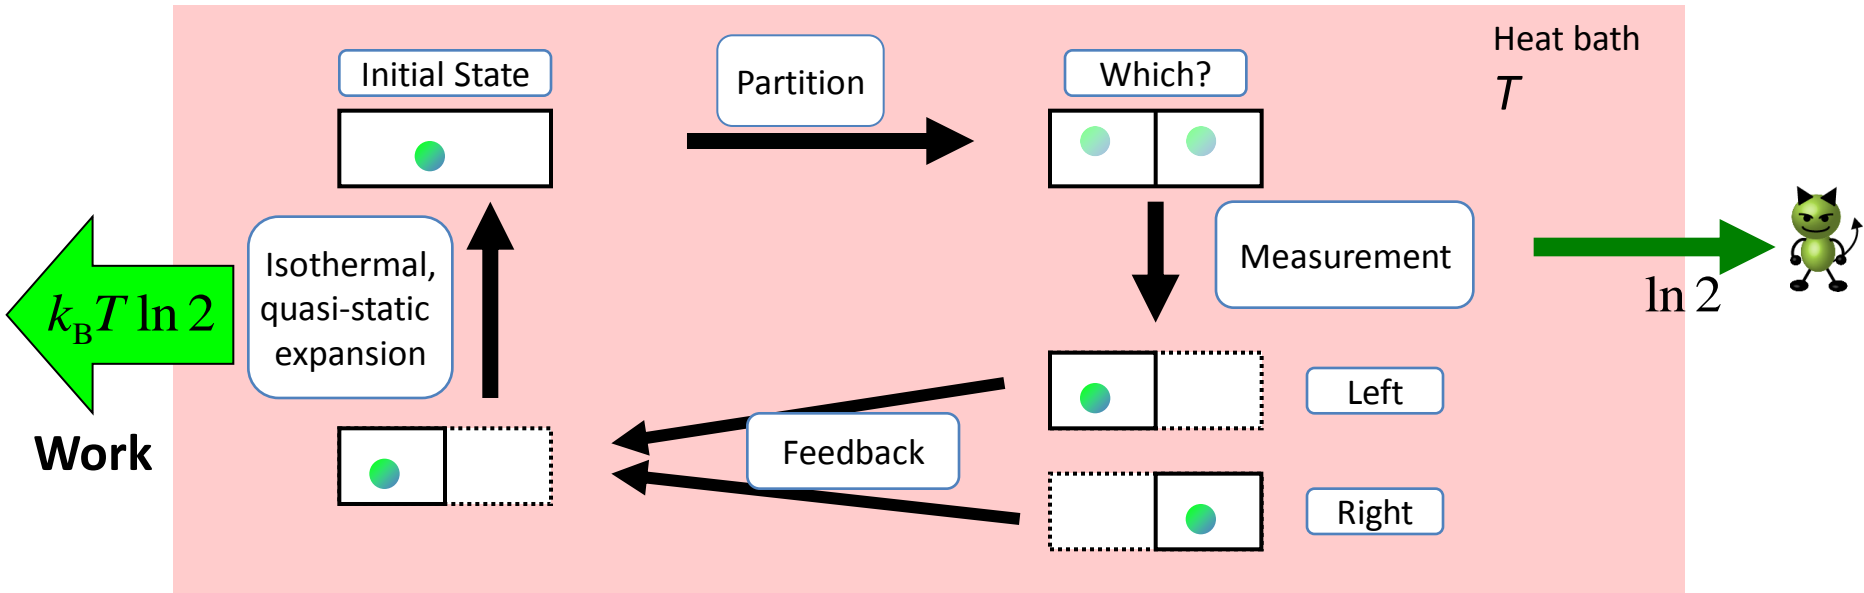 Initial State
Partition
Which?
Heat bath
T
Isothermal,
quasi-static
expansion
Measurement
k_B T ln 2
ln 2
Work
Left
Feedback
Right